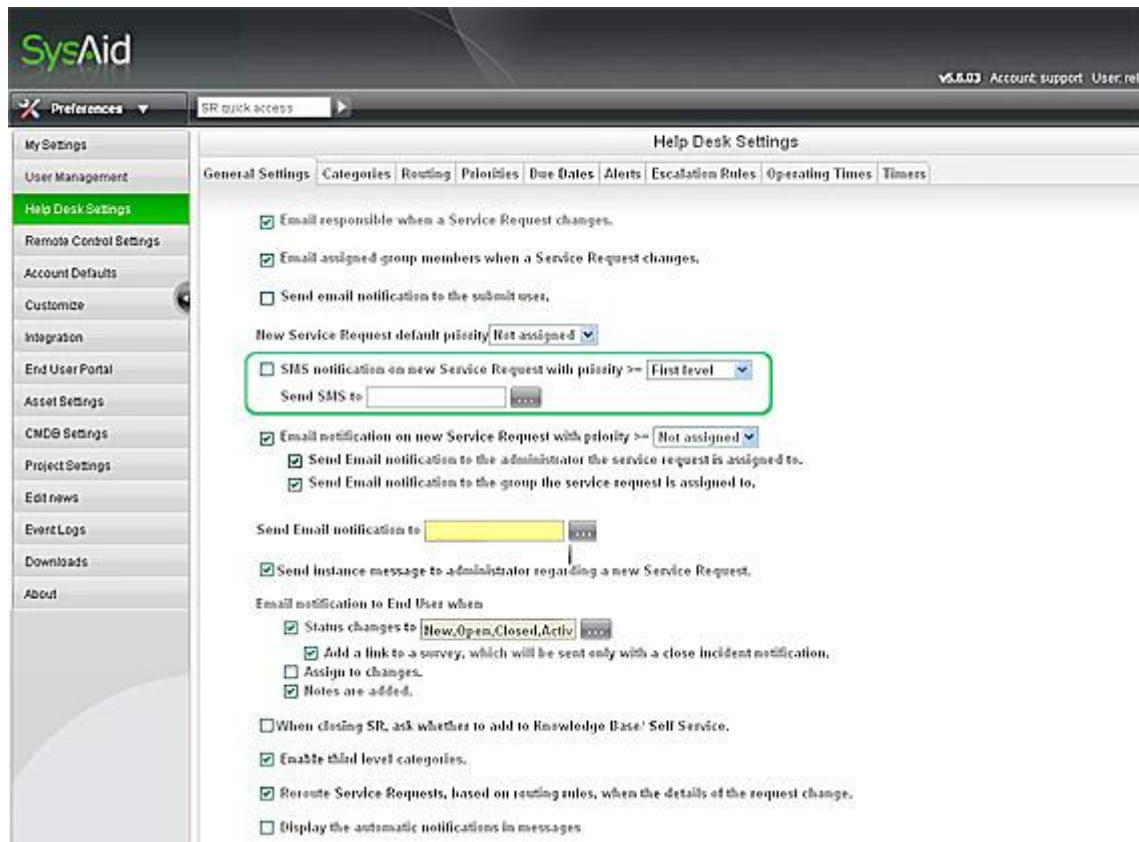 SysAid
v5.6.03 Account: support User: rel
Preferences
SR quick access
My Settings
User Management
Help Desk Settings
Remote Control Settings
Account Defaults
Customize
Integration
End User Portal
Asset Settings
CMDB Settings
Project Settings
Edit news
Event Logs
Downloads
About
Help Desk Settings
General Settings Categories Routing Priorities Due Dates Alerts Escalation Rules Operating Times Timers
Email responsible when a Service Request changes.
Email assigned group members when a Service Request changes.
Send email notification to the submit user.
New Service Request default priority Not assigned
SMS notification on new Service Request with priority >= First level
Send SMS to ...
Email notification on new Service Request with priority >= Not assigned
Send Email notification to the administrator the service request is assigned to.
Send Email notification to the group the service request is assigned to.
Send Email notification to ...
Send instance message to administrator regarding a new Service Request.
Email notification to End User when
Status changes to New,Open,Closed,Activ ...
Add a link to a survey, which will be sent only with a close incident notification.
Assign to changes.
Notes are added.
When closing SR, ask whether to add to Knowledge Base/ Self Service.
Enable third level categories.
Reroute Service Requests, based on routing rules, when the details of the request change.
Display the automatic notifications in messages